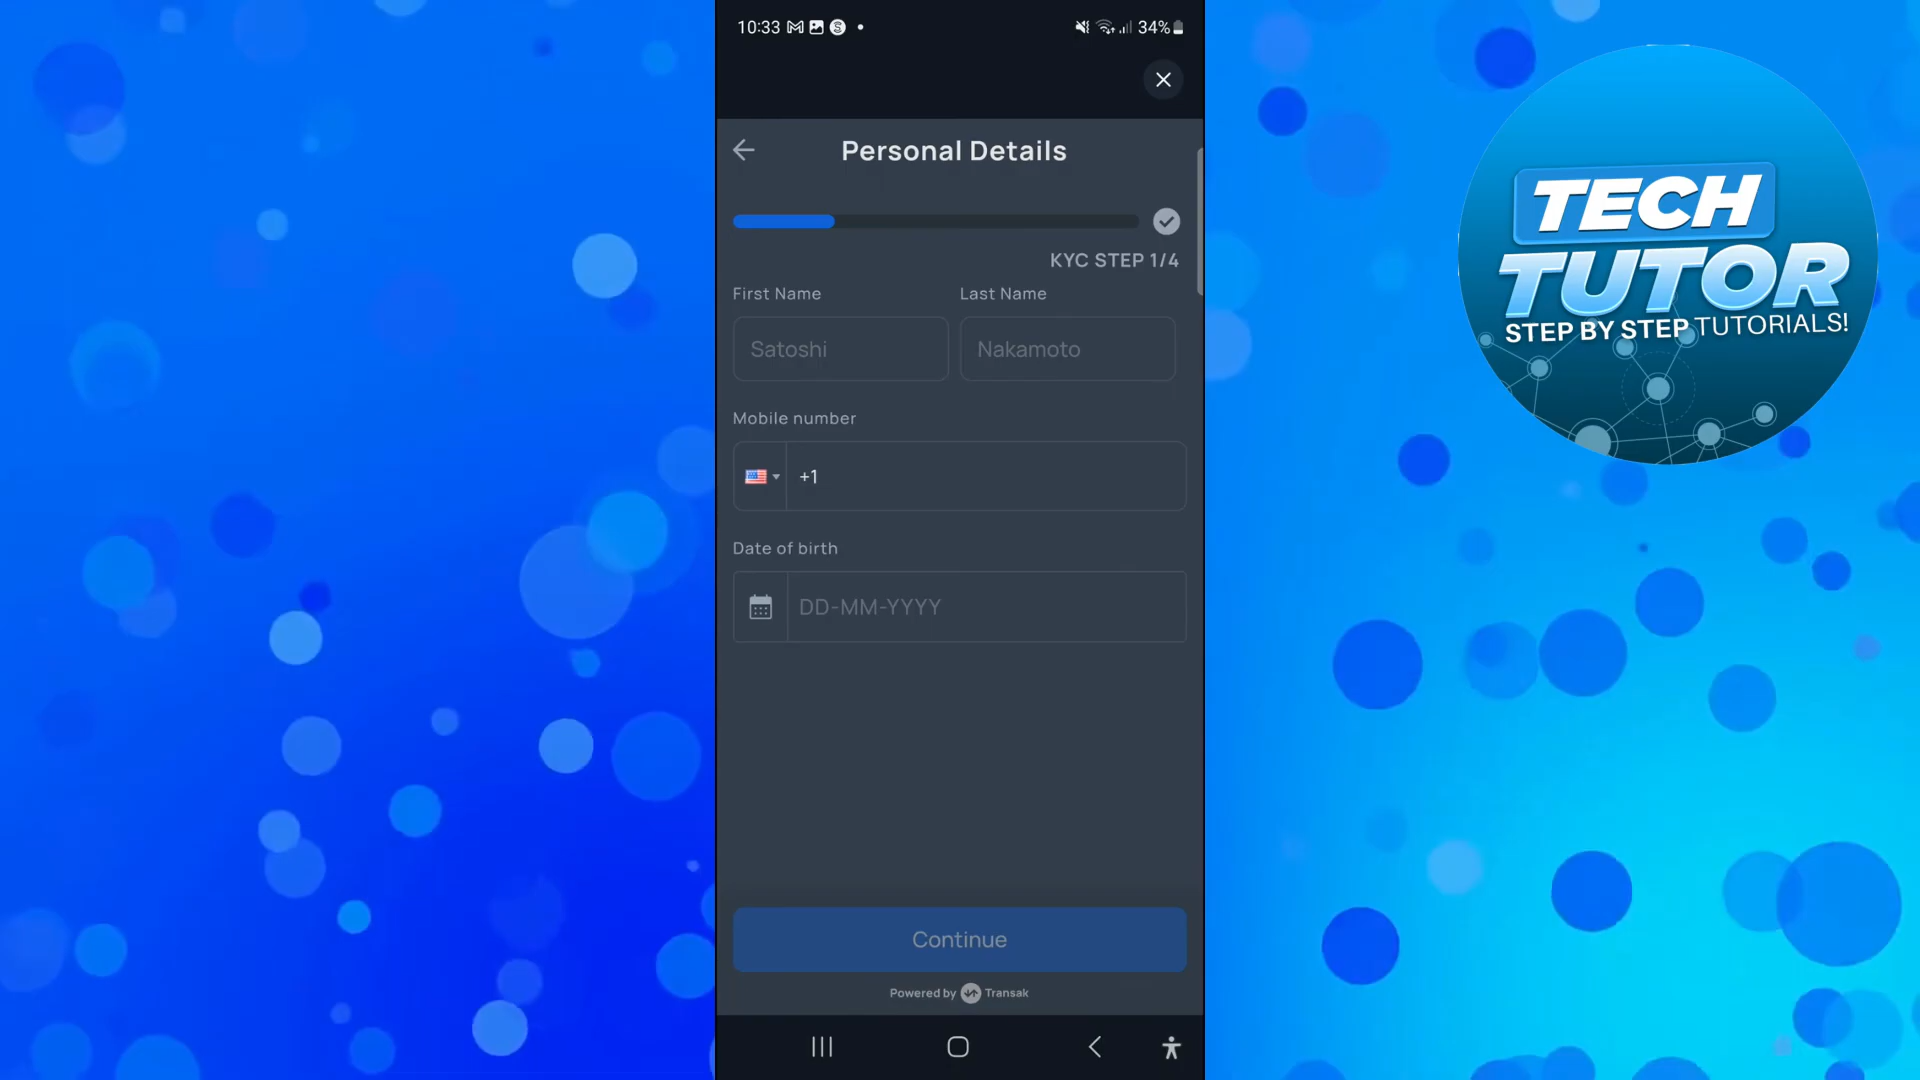 10:33
34%
Personal Details
KYC STEP 1/4
First Name
Last Name
Satoshi
Nakamoto
Mobile number
+1
Date of birth
DD-MM-YYYY
Continue
Powered by Transak
TECH
TUTOR
STEP BY STEP TUTORIALS!